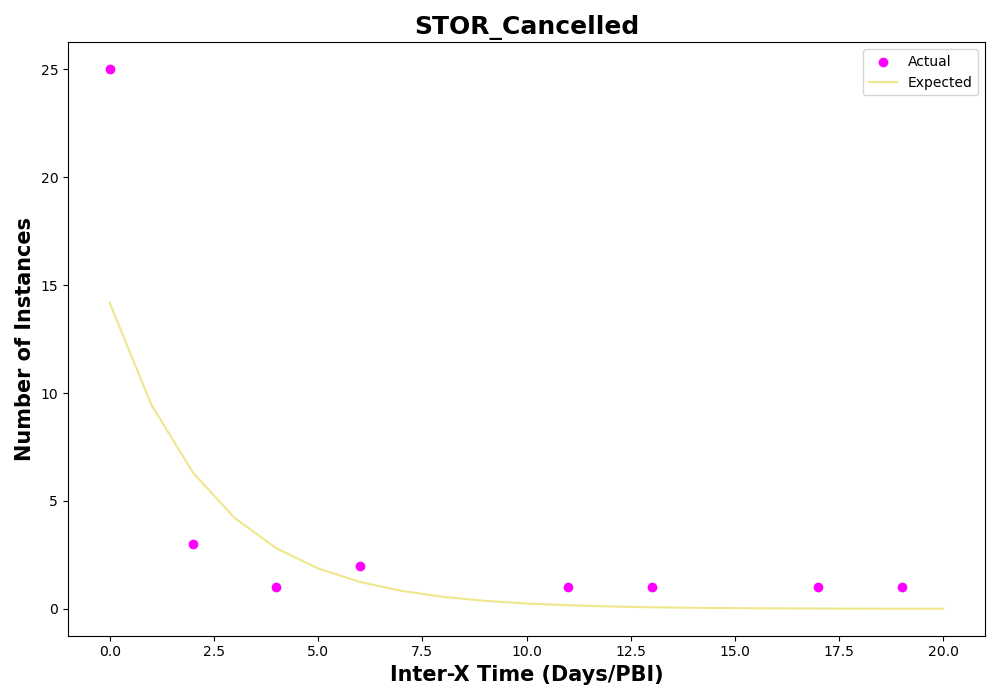 STOR_Cancelled
Actual
Expected
Number of Instances
25
20
15
10
5
0
0.0 2.5 5.0 7.5 10.0 12.5 15.0 17.5 20.0
Inter-X Time (Days/PBI)